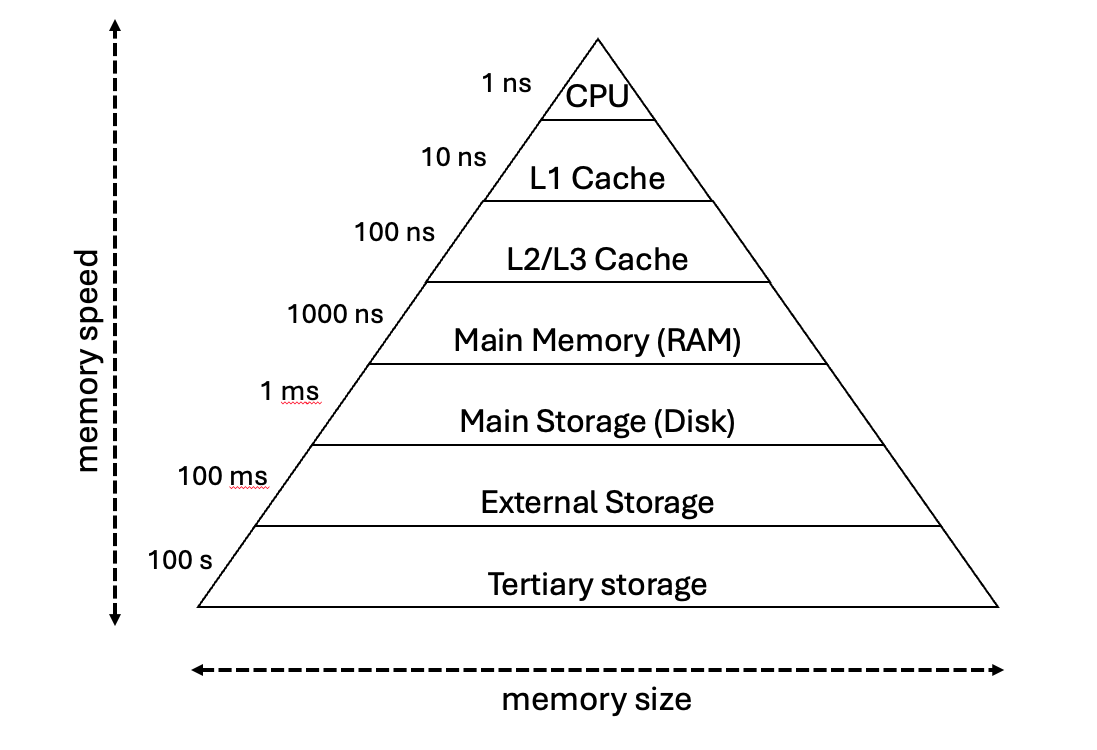 1 ns
CPU
10 ns
L1 Cache
100 ns
L2/L3 Cache
1000 ns
Main Memory (RAM)
1 ms
Main Storage (Disk)
100 ms
External Storage
100 s
Tertiary storage
memory speed
memory size